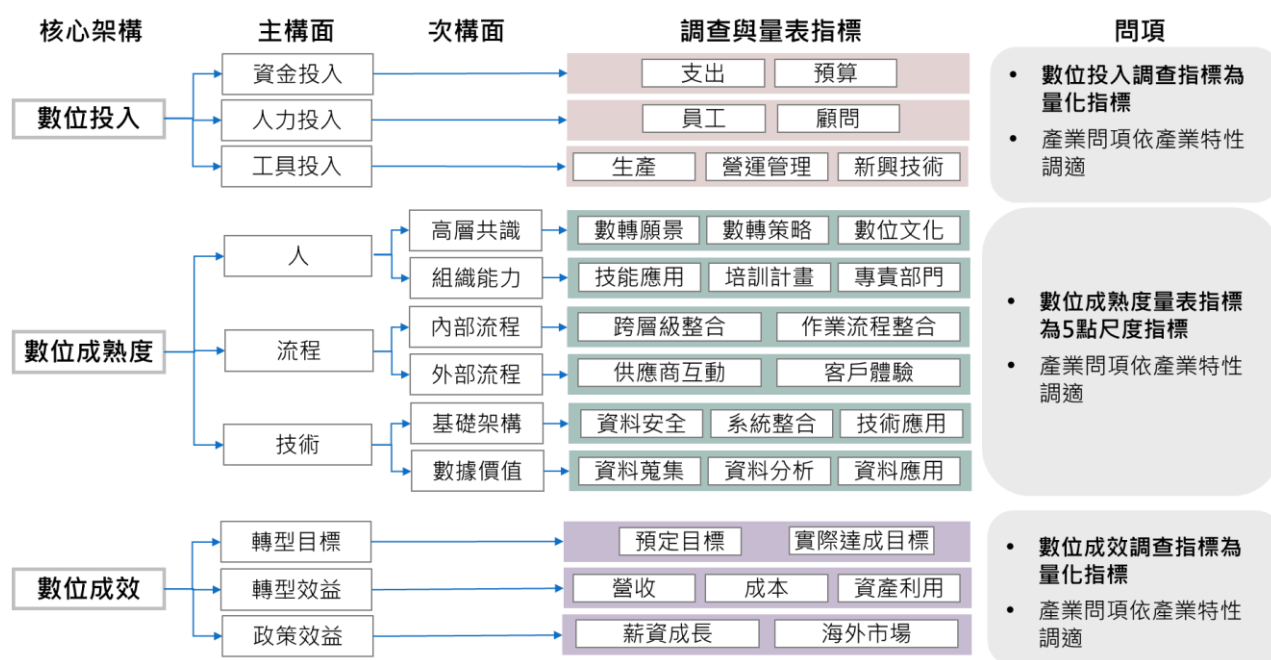 核心架構 主構面 次構面 調查與量表指標 問項
數位投入
資金投入 支出 預算
人力投入 員工 顧問
工具投入 生產 營運管理 新興技術
• 數位投入調查指標為
量化指標
• 產業問項依產業特性
調適
數位成熟度
人
高層共識 數轉願景 數轉策略 數位文化
組織能力 技能應用 培訓計畫 專責部門
流程
內部流程 跨層級整合 作業流程整合
外部流程 供應商互動 客戶體驗
技術
基礎架構 資料安全 系統整合 技術應用
數據價值 資料蒐集 資料分析 資料應用
• 數位成熟度量表指標
為5點尺度指標
• 產業問項依產業特性
調適
數位成效
轉型目標 預定目標 實際達成目標
轉型效益 營收 成本 資產利用
政策效益 薪資成長 海外市場
• 數位成效調查指標為
量化指標
• 產業問項依產業特性
調適